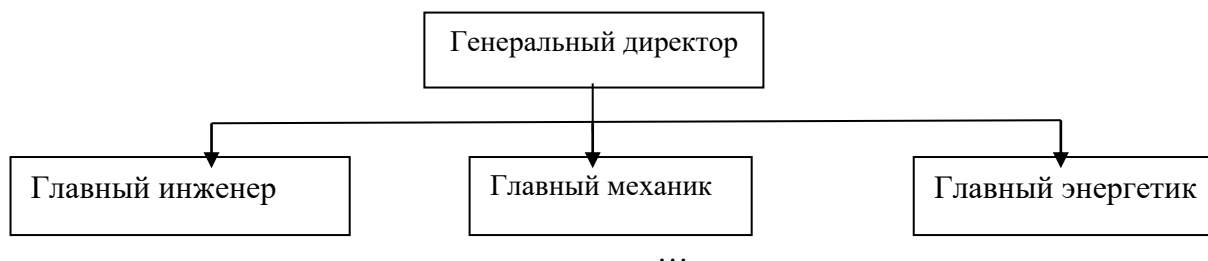 Генеральный директор
Главный инженер
Главный механик
Главный энергетик
...